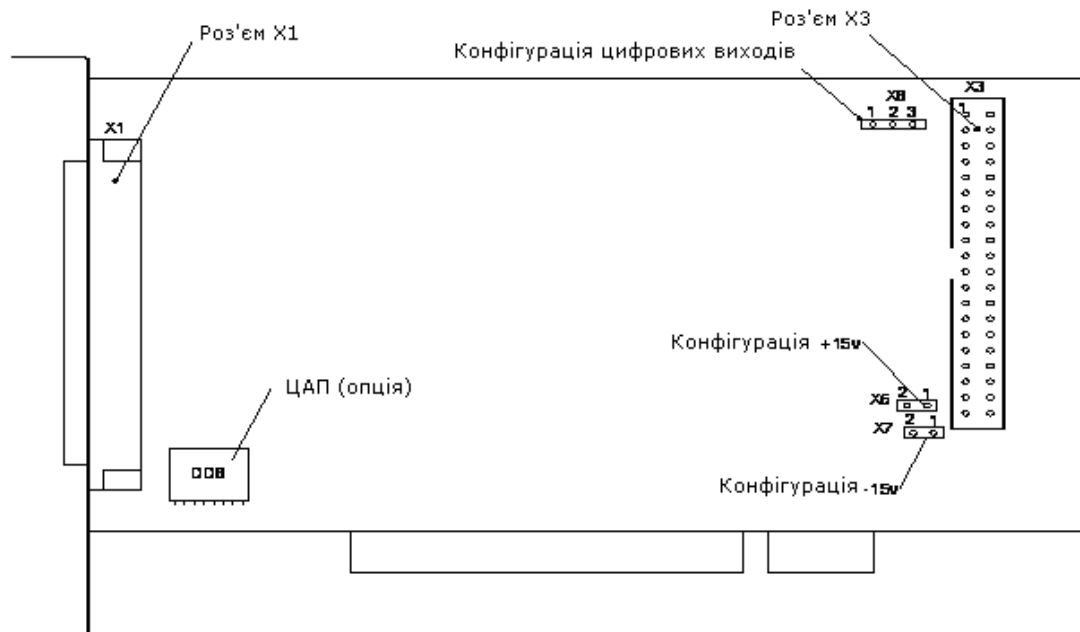 Роз'єм X1
Роз'єм X3
Конфігурація цифрових виходів
X8
X3
1 2 3
1
X1
Конфігурація +15v
ЦАП (опція)
2 1
X6
2 1
X7
DD8
Конфігурація -15v